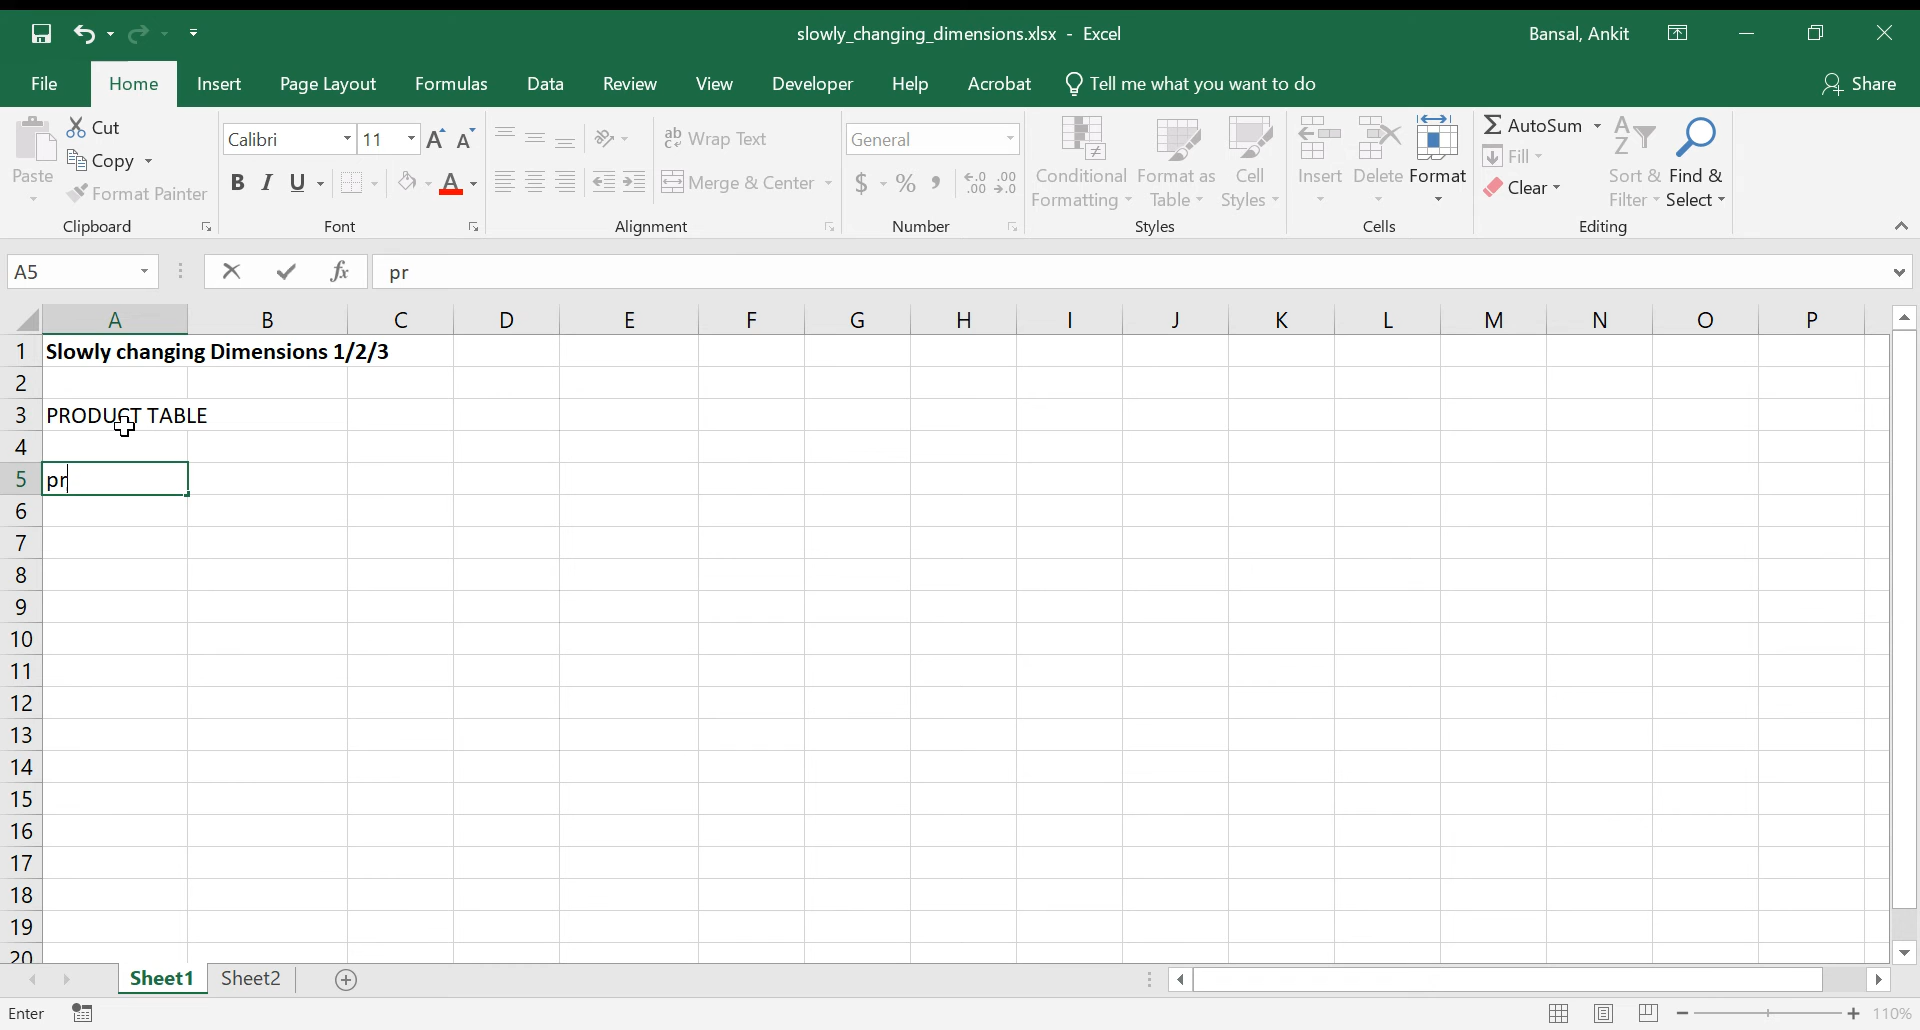 slowly_changing_dimensions.xlsx - Excel
Bansal, Ankit
File Home Insert Page Layout Formulas Data Review View Developer Help Acrobat Tell me what you want to do Share
Paste
Cut
Copy
Format Painter
Clipboard
Calibri 11 A A
B I U A
Font
ab Wrap Text
Merge & Center
Alignment
General
$ % , .00 .00
Number
Conditional Formatting
Format as Table
Cell Styles
Styles
Insert Delete Format
Cells
AutoSum
Fill
Clear
Sort & Filter
Find & Select
Editing
A5 fx pr
A B C D E F G H I J K L M N O P
1 Slowly changing Dimensions 1/2/3
2
3 PRODUCT TABLE
4
5 pr
6
7
8
9
10
11
12
13
14
15
16
17
18
19
20
Sheet1 Sheet2
Enter
110%